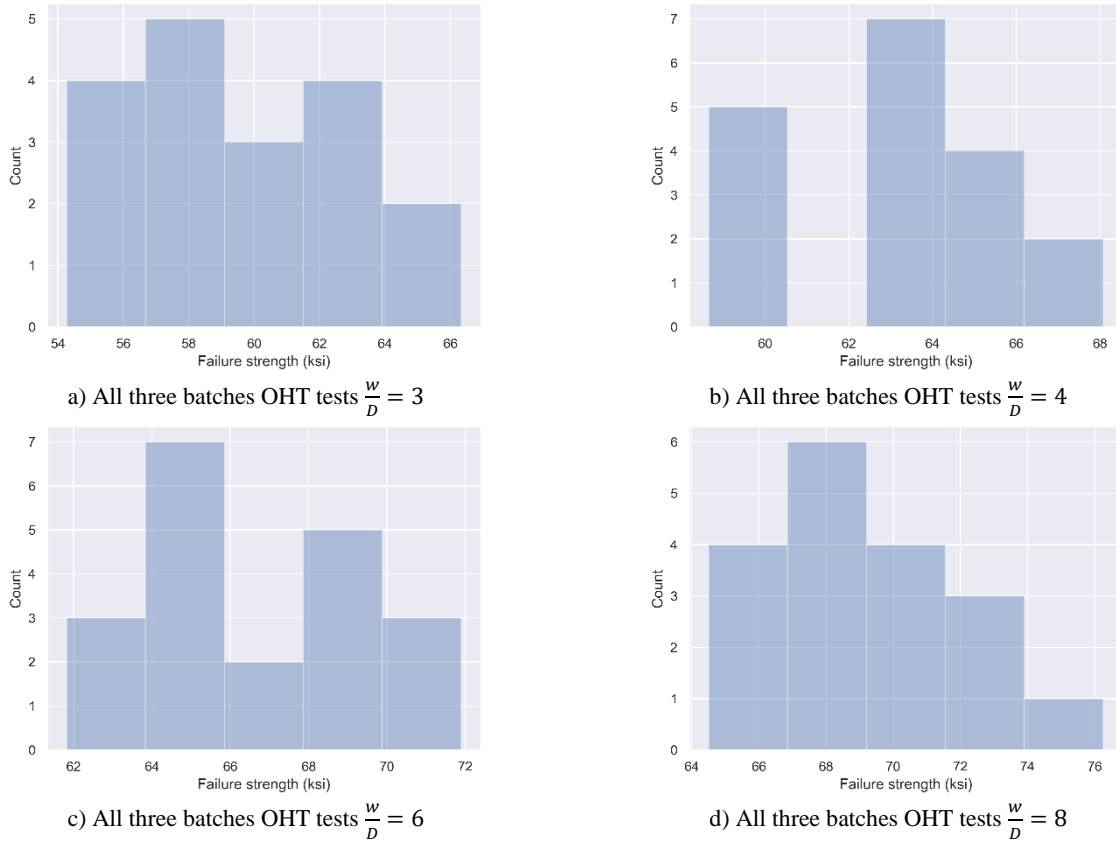 5
4
3
2
1
0
Count
54 56 58 60 62 64 66
Failure strength (ksi)
a) All three batches OHT tests w/D = 3
7
6
5
4
3
2
1
0
Count
60 62 64 66 68
Failure strength (ksi)
b) All three batches OHT tests w/D = 4
7
6
5
4
3
2
1
0
Count
62 64 66 68 70 72
Failure strength (ksi)
c) All three batches OHT tests w/D = 6
6
5
4
3
2
1
0
Count
64 66 68 70 72 74 76
Failure strength (ksi)
d) All three batches OHT tests w/D = 8